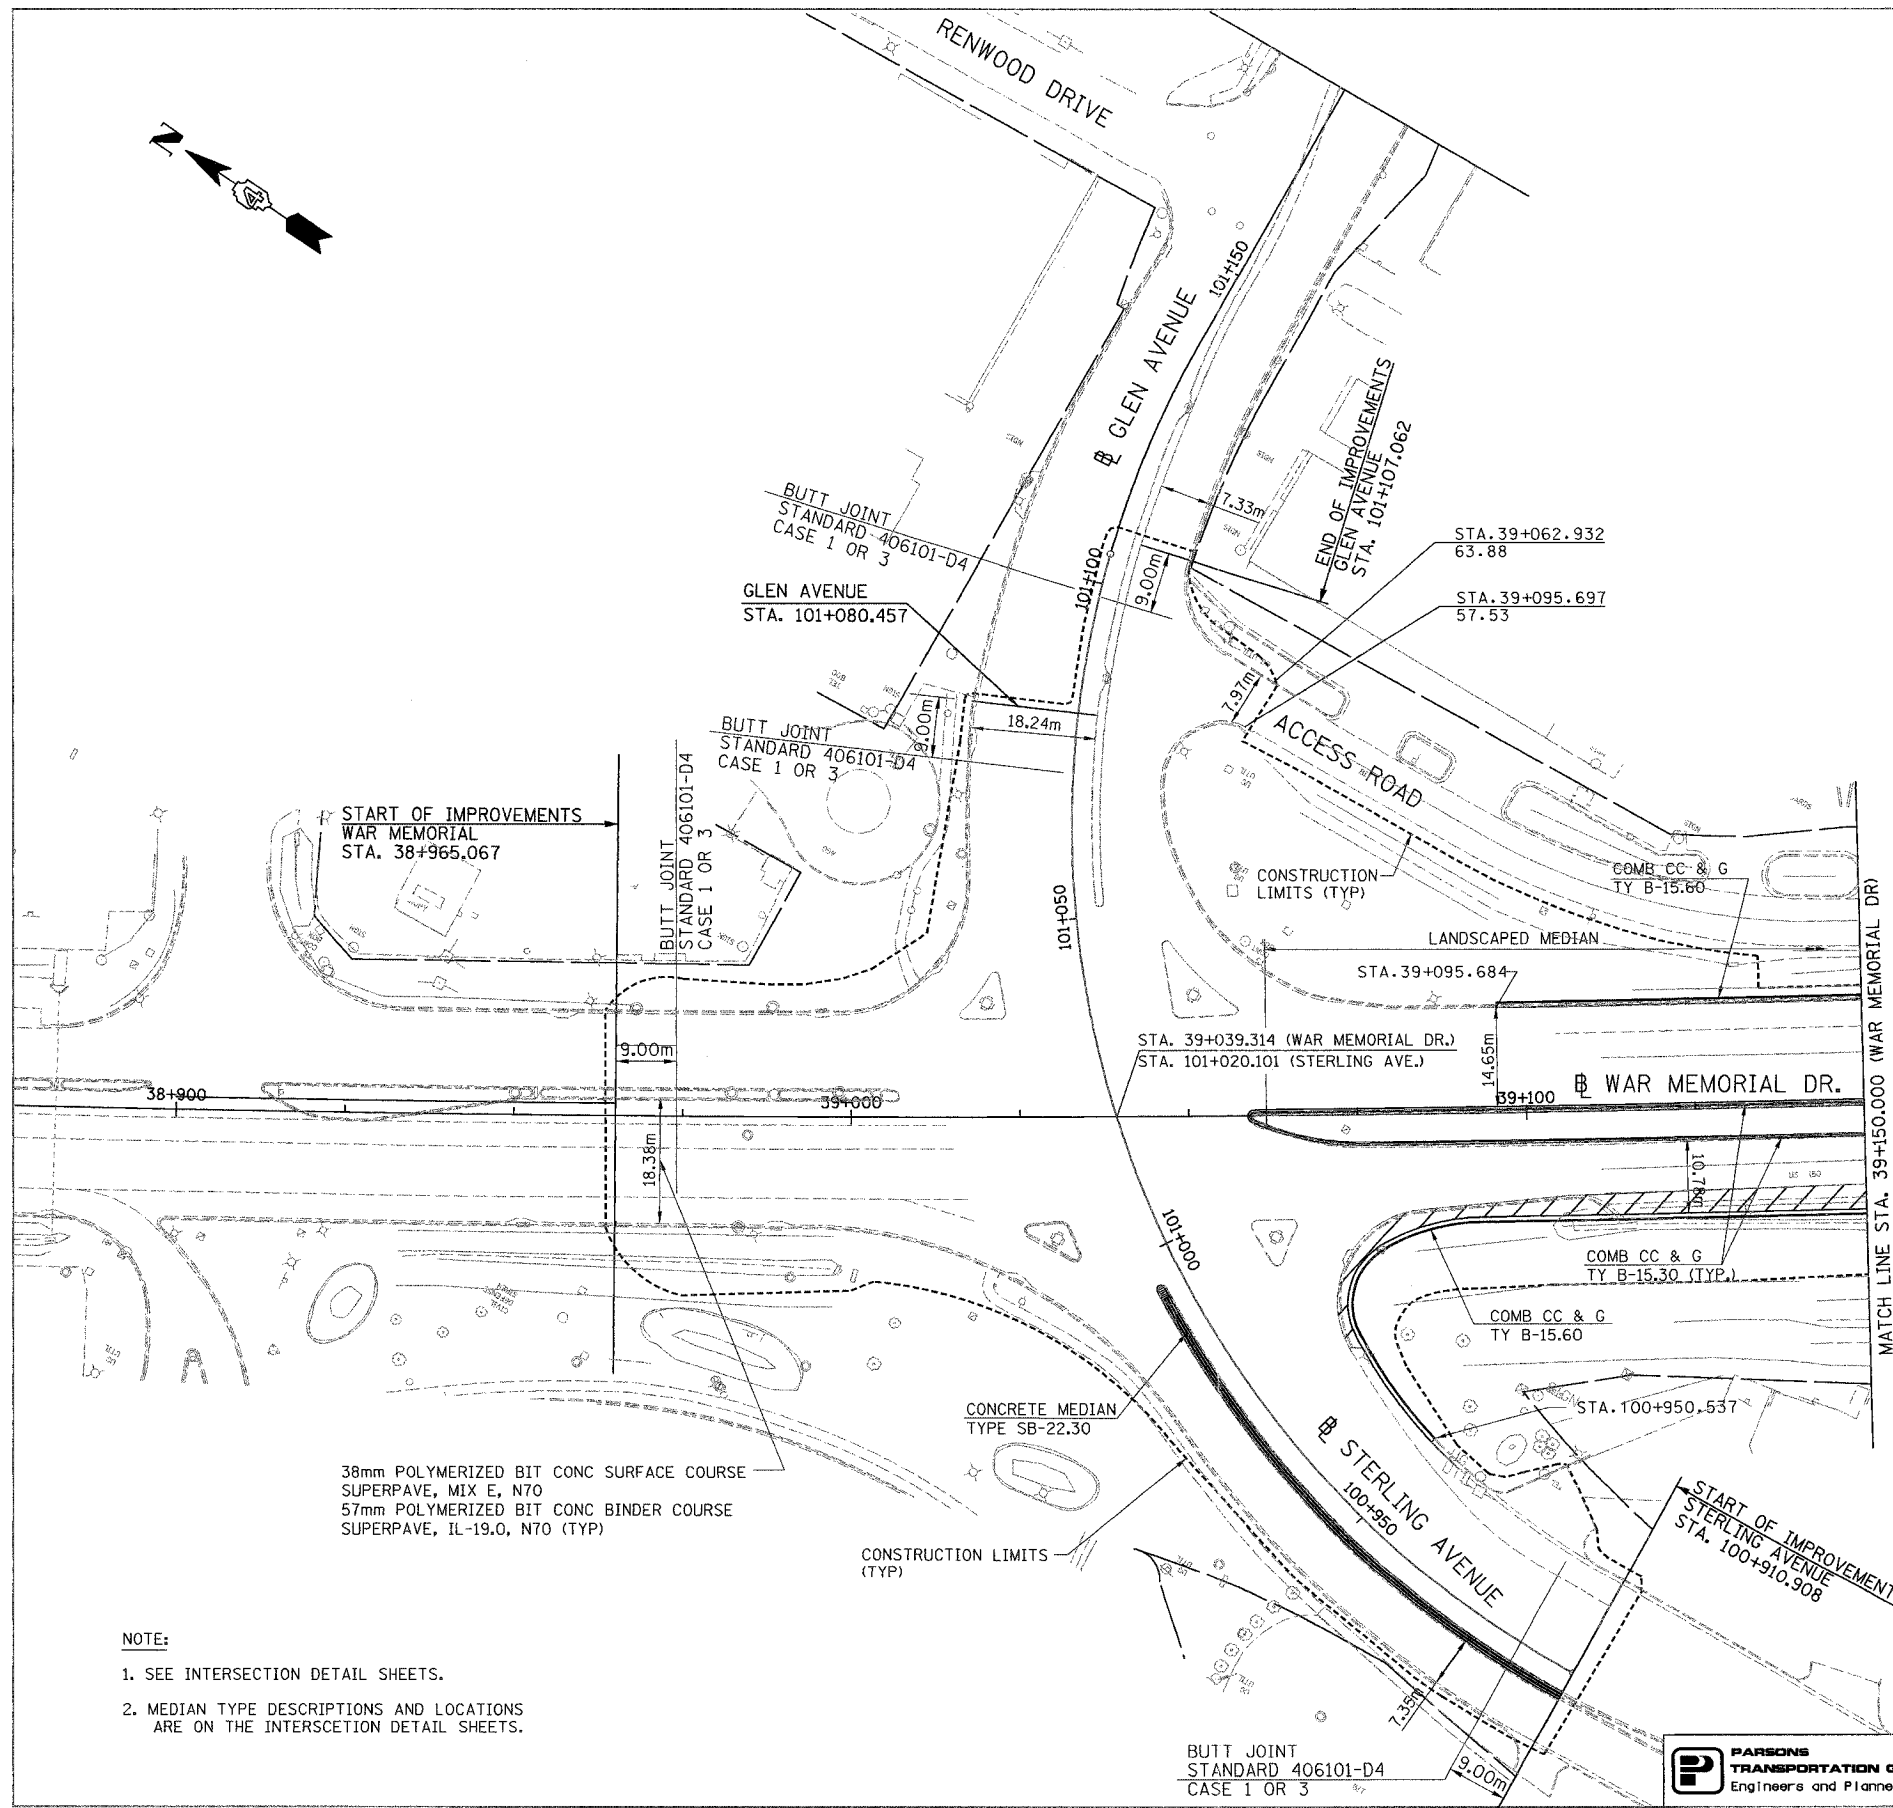 RENWOOD DRIVE
N
4
101+150
℄ GLEN AVENUE
END OF IMPROVEMENTS
GLEN AVENUE
STA. 101+107.062
7.33m
BUTT JOINT
STANDARD 406101-D4
CASE 1 OR 3
101+100
9.00m
STA.39+062.932
63.88
GLEN AVENUE
STA. 101+080.457
STA.39+095.697
57.53
7.97m
18.24m
9.00m
BUTT JOINT
STANDARD 406101-D4
CASE 1 OR 3
ACCESS ROAD
START OF IMPROVEMENTS
WAR MEMORIAL
STA. 38+965.067
BUTT JOINT
STANDARD 406101-D4
CASE 1 OR 3
CONSTRUCTION
LIMITS (TYP)
COMB CC & G
TY B-15.60
101+050
LANDSCAPED MEDIAN
STA.39+095.684
9.00m
STA. 39+039.314 (WAR MEMORIAL DR.)
STA. 101+020.101 (STERLING AVE.)
14.65m
38+900
39+000
39+100
℄ WAR MEMORIAL DR.
MATCH LINE STA. 39+150.000 (WAR MEMORIAL DR)
18.38m
10.78m
101+000
COMB CC & G
TY B-15.30 (TYP.)
COMB CC & G
TY B-15.60
CONCRETE MEDIAN
TYPE SB-22.30
STA.100+950.537
℄ STERLING AVENUE
100+950
38mm POLYMERIZED BIT CONC SURFACE COURSE
SUPERPAVE, MIX E, N70
57mm POLYMERIZED BIT CONC BINDER COURSE
SUPERPAVE, IL-19.0, N70 (TYP)
CONSTRUCTION LIMITS
(TYP)
START OF IMPROVEMENT
STERLING AVENUE
STA. 100+910.908
NOTE:
1. SEE INTERSECTION DETAIL SHEETS.
2. MEDIAN TYPE DESCRIPTIONS AND LOCATIONS
ARE ON THE INTERSCETION DETAIL SHEETS.
7.35m
9.00m
BUTT JOINT
STANDARD 406101-D4
CASE 1 OR 3
PARSONS
TRANSPORTATION G
Engineers and Planne